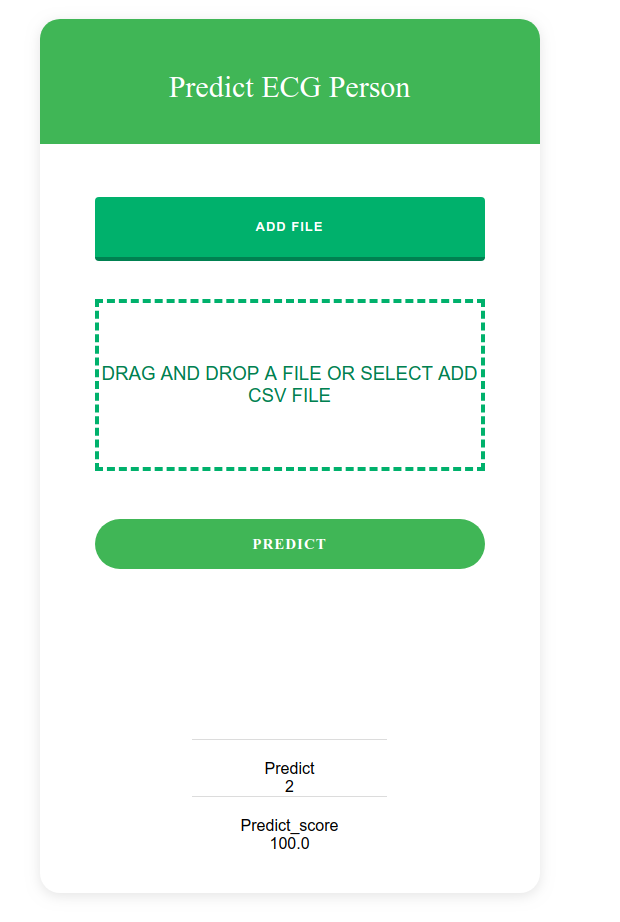 Predict ECG Person
ADD FILE
DRAG AND DROP A FILE OR SELECT ADD
CSV FILE
PREDICT
Predict
2
Predict_score
100.0